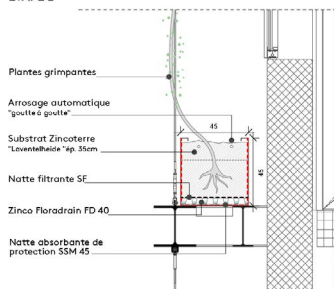 Plantes grimpantes
Arrosage automatique
"goutte à goutte"
Substrat Zincoterre
"Laventelheide "ép. 35cm
Natte filtrante SF
Zinco Floradrain FD 40
Natte absorbante de
protection SSM 45
45
45